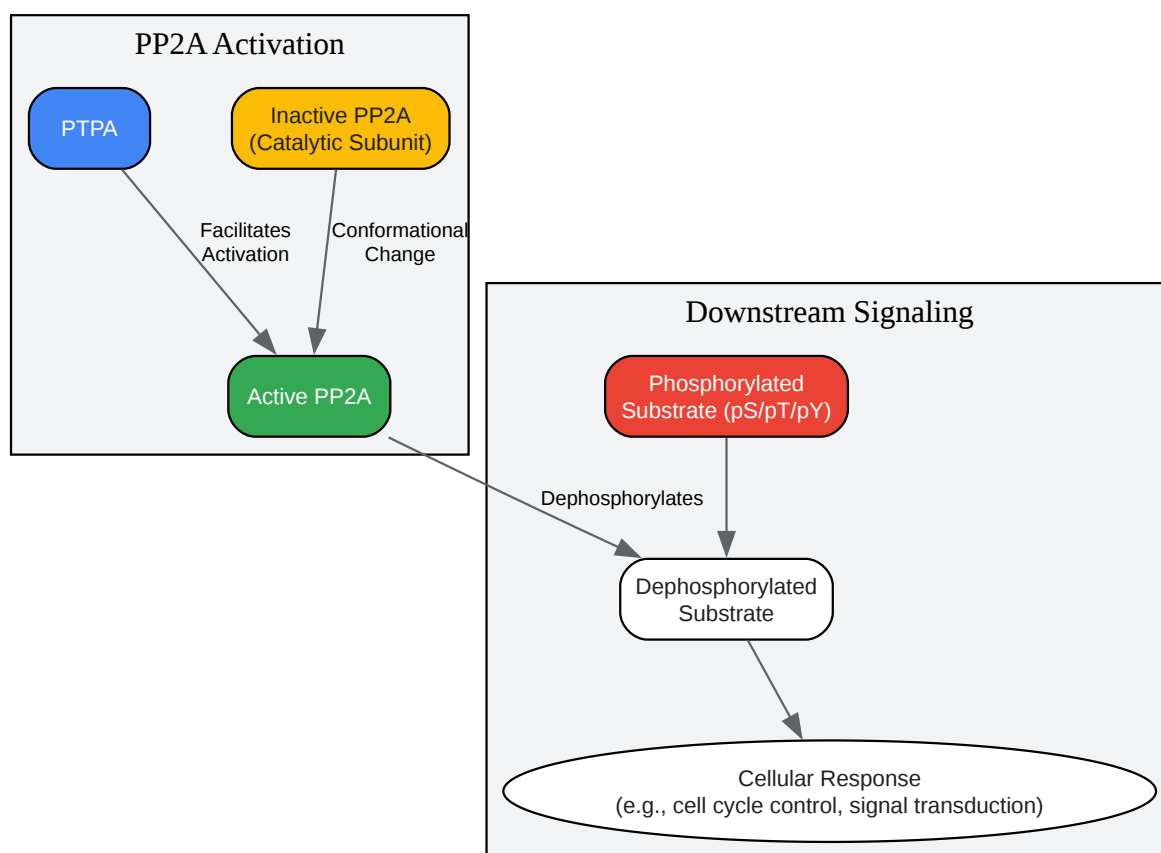 PP2A Activation
PTPA
Inactive PP2A
(Catalytic Subunit)
Facilitates
Activation
Conformational
Change
Active PP2A
Downstream Signaling
Phosphorylated
Substrate (pS/pT/pY)
Dephosphorylates
Dephosphorylated
Substrate
Cellular Response
(e.g., cell cycle control, signal transduction)